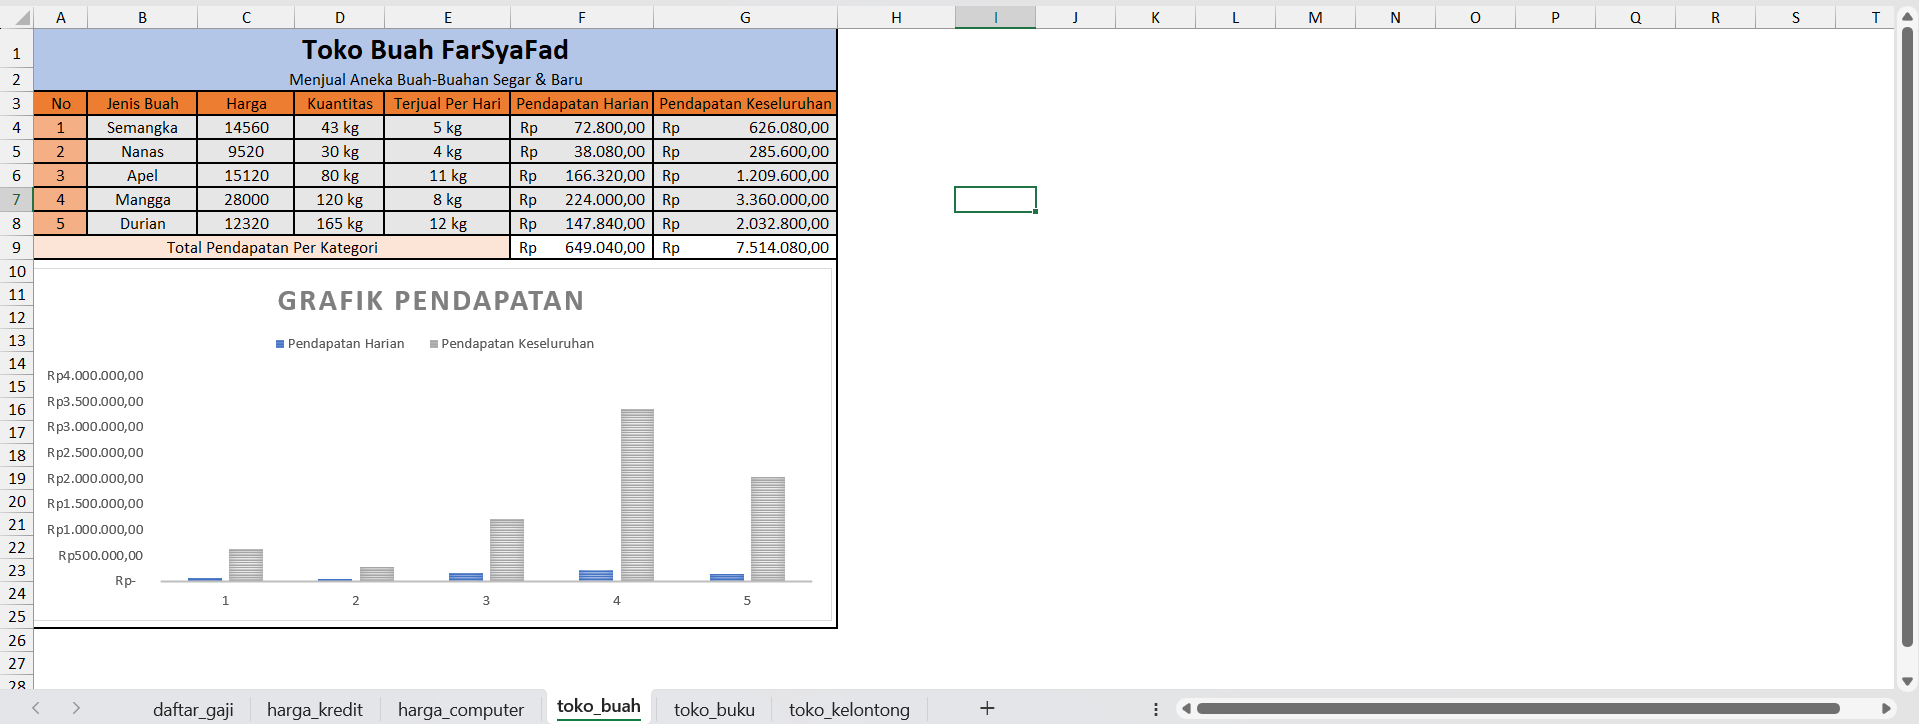 A B C D E F G H I J K L M N O P Q R S T
1 Toko Buah FarSyaFad
2 Menjual Aneka Buah-Buahan Segar & Baru
3 No Jenis Buah Harga Kuantitas Terjual Per Hari Pendapatan Harian Pendapatan Keseluruhan
4 1 Semangka 14560 43 kg 5 kg Rp 72.800,00 Rp 626.080,00
5 2 Nanas 9520 30 kg 4 kg Rp 38.080,00 Rp 285.600,00
6 3 Apel 15120 80 kg 11 kg Rp 166.320,00 Rp 1.209.600,00
7 4 Mangga 28000 120 kg 8 kg Rp 224.000,00 Rp 3.360.000,00
8 5 Durian 12320 165 kg 12 kg Rp 147.840,00 Rp 2.032.800,00
9 Total Pendapatan Per Kategori Rp 649.040,00 Rp 7.514.080,00
10
11 GRAFIK PENDAPATAN
12
13 Pendapatan Harian Pendapatan Keseluruhan
14
15 Rp4.000.000,00
16 Rp3.500.000,00
17 Rp3.000.000,00
18 Rp2.500.000,00
19 Rp2.000.000,00
20 Rp1.500.000,00
21 Rp1.000.000,00
22 Rp500.000,00
23 Rp-
24 1 2 3 4 5
25
26
27
28
daftar_gaji harga_kredit harga_computer toko_buah toko_buku toko_kelontong